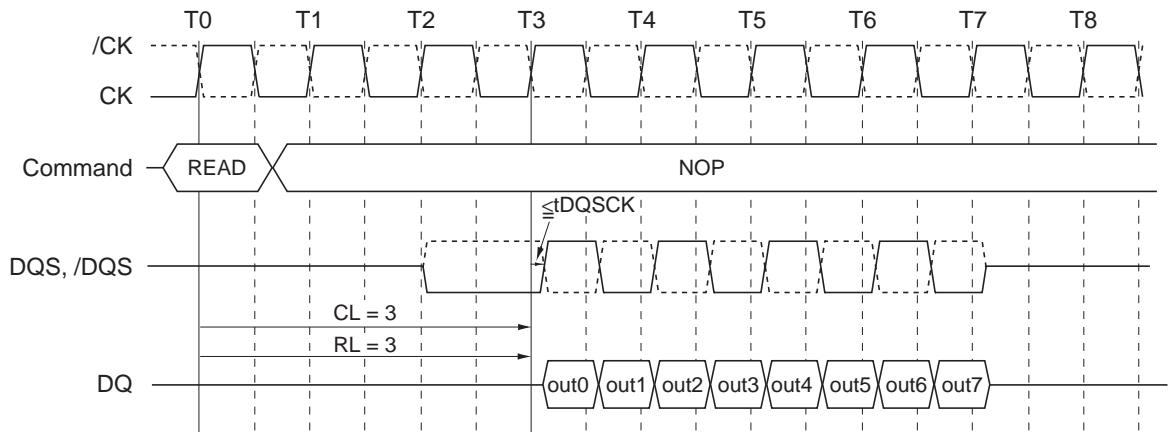 T0 T1 T2 T3 T4 T5 T6 T7 T8
/CK
CK
Command READ NOP
≦tDQSCK
DQS, /DQS
CL = 3
RL = 3
DQ out0 out1 out2 out3 out4 out5 out6 out7